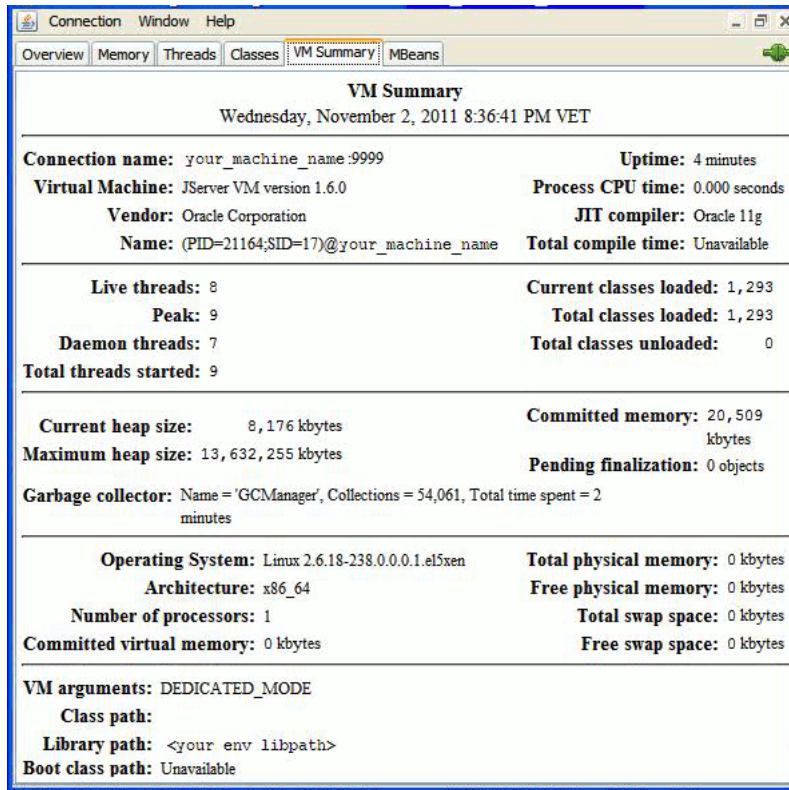 Connection Window Help
Overview Memory Threads Classes VM Summary MBeans
VM Summary
Wednesday, November 2, 2011 8:36:41 PM VET
Connection name: your_machine_name:9999 Uptime: 4 minutes
Virtual Machine: JServer VM version 1.6.0 Process CPU time: 0.000 seconds
Vendor: Oracle Corporation JIT compiler: Oracle 11g
Name: (PID=21164;SID=17)@your_machine_name Total compile time: Unavailable
Live threads: 8 Current classes loaded: 1,293
Peak: 9 Total classes loaded: 1,293
Daemon threads: 7 Total classes unloaded: 0
Total threads started: 9
Current heap size: 8,176 kbytes Committed memory: 20,509
kbytes
Maximum heap size: 13,632,255 kbytes Pending finalization: 0 objects
Garbage collector: Name = 'GCManager', Collections = 54,061, Total time spent = 2
minutes
Operating System: Linux 2.6.18-238.0.0.0.1.el5xen Total physical memory: 0 kbytes
Architecture: x86_64 Free physical memory: 0 kbytes
Number of processors: 1 Total swap space: 0 kbytes
Committed virtual memory: 0 kbytes Free swap space: 0 kbytes
VM arguments: DEDICATED_MODE
Class path:
Library path: <your env libpath>
Boot class path: Unavailable